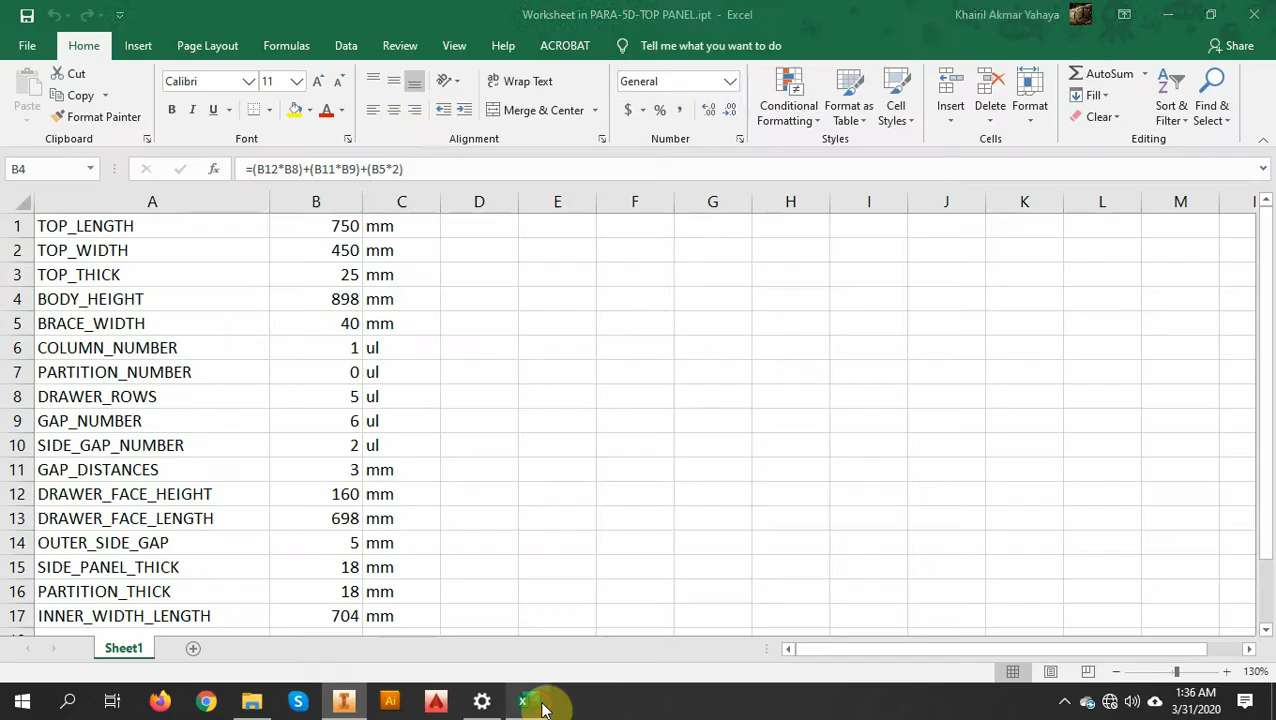 Worksheet in PARA-5D-TOP PANEL.ipt - Excel
Khairil Akmar Yahaya
File Home Insert Page Layout Formulas Data Review View Help ACROBAT Tell me what you want to do Share
Paste
Cut
Copy
Format Painter
Clipboard
Calibri 11
B I U
A A
Font
Wrap Text
Merge & Center
Alignment
General
$ % ,
Number
Conditional Formatting
Format as Table
Cell Styles
Styles
Insert Delete Format
Cells
AutoSum
Fill
Clear
Sort & Filter
Find & Select
Editing
B4 fx =(B12*B8)+(B11*B9)+(B5*2)
A B C D E F G H I J K L M
1 TOP_LENGTH 750 mm
2 TOP_WIDTH 450 mm
3 TOP_THICK 25 mm
4 BODY_HEIGHT 898 mm
5 BRACE_WIDTH 40 mm
6 COLUMN_NUMBER 1 ul
7 PARTITION_NUMBER 0 ul
8 DRAWER_ROWS 5 ul
9 GAP_NUMBER 6 ul
10 SIDE_GAP_NUMBER 2 ul
11 GAP_DISTANCES 3 mm
12 DRAWER_FACE_HEIGHT 160 mm
13 DRAWER_FACE_LENGTH 698 mm
14 OUTER_SIDE_GAP 5 mm
15 SIDE_PANEL_THICK 18 mm
16 PARTITION_THICK 18 mm
17 INNER_WIDTH_LENGTH 704 mm
Sheet1
130%
1:36 AM
3/31/2020